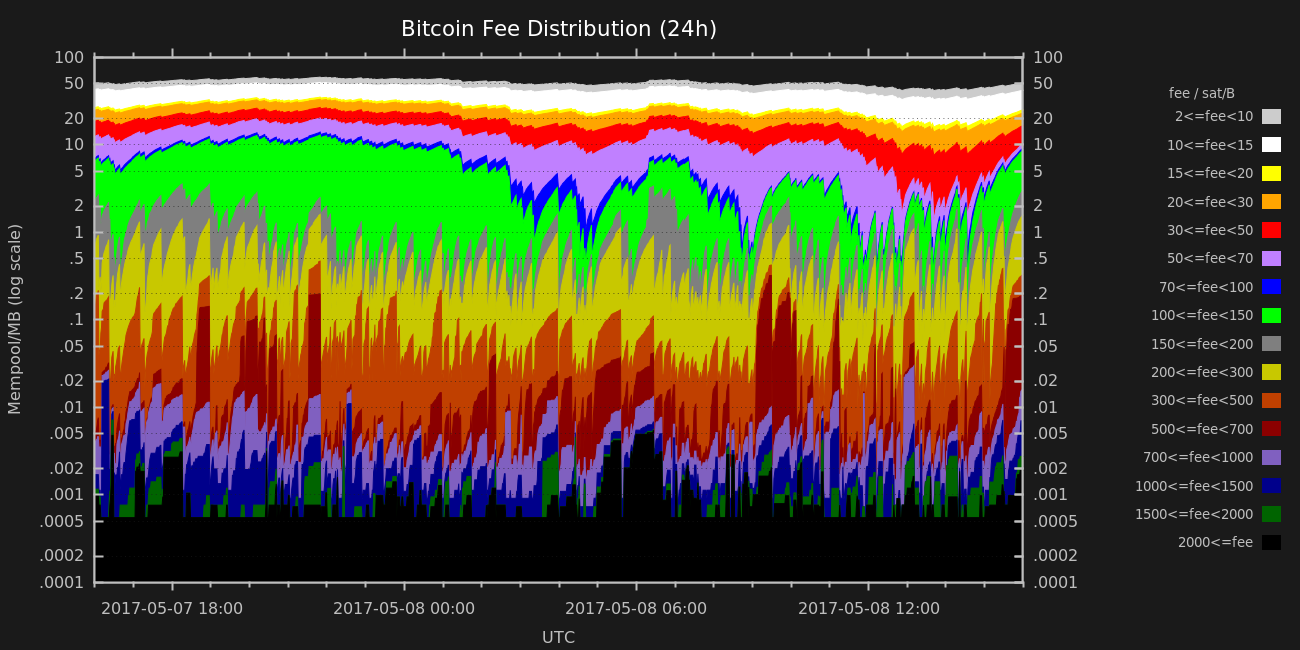 Bitcoin Fee Distribution (24h)
Mempool/MB (log scale)
100
50
20
10
5
2
1
.5
.2
.1
.05
.02
.01
.005
.002
.001
.0005
.0002
.0001
100
50
20
10
5
2
1
.5
.2
.1
.05
.02
.01
.005
.002
.001
.0005
.0002
.0001
fee / sat/B
2<=fee<10
10<=fee<15
15<=fee<20
20<=fee<30
30<=fee<50
50<=fee<70
70<=fee<100
100<=fee<150
150<=fee<200
200<=fee<300
300<=fee<500
500<=fee<700
700<=fee<1000
1000<=fee<1500
1500<=fee<2000
2000<=fee
2017-05-07 18:00
2017-05-08 00:00
2017-05-08 06:00
2017-05-08 12:00
UTC